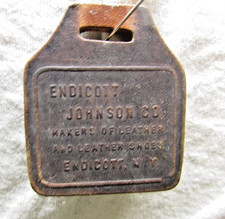 ENDICOTT
JOHNSON CO.
MAKERS OF LEATHER
AND LEATHER SHOES
ENDICOTT, N.Y.